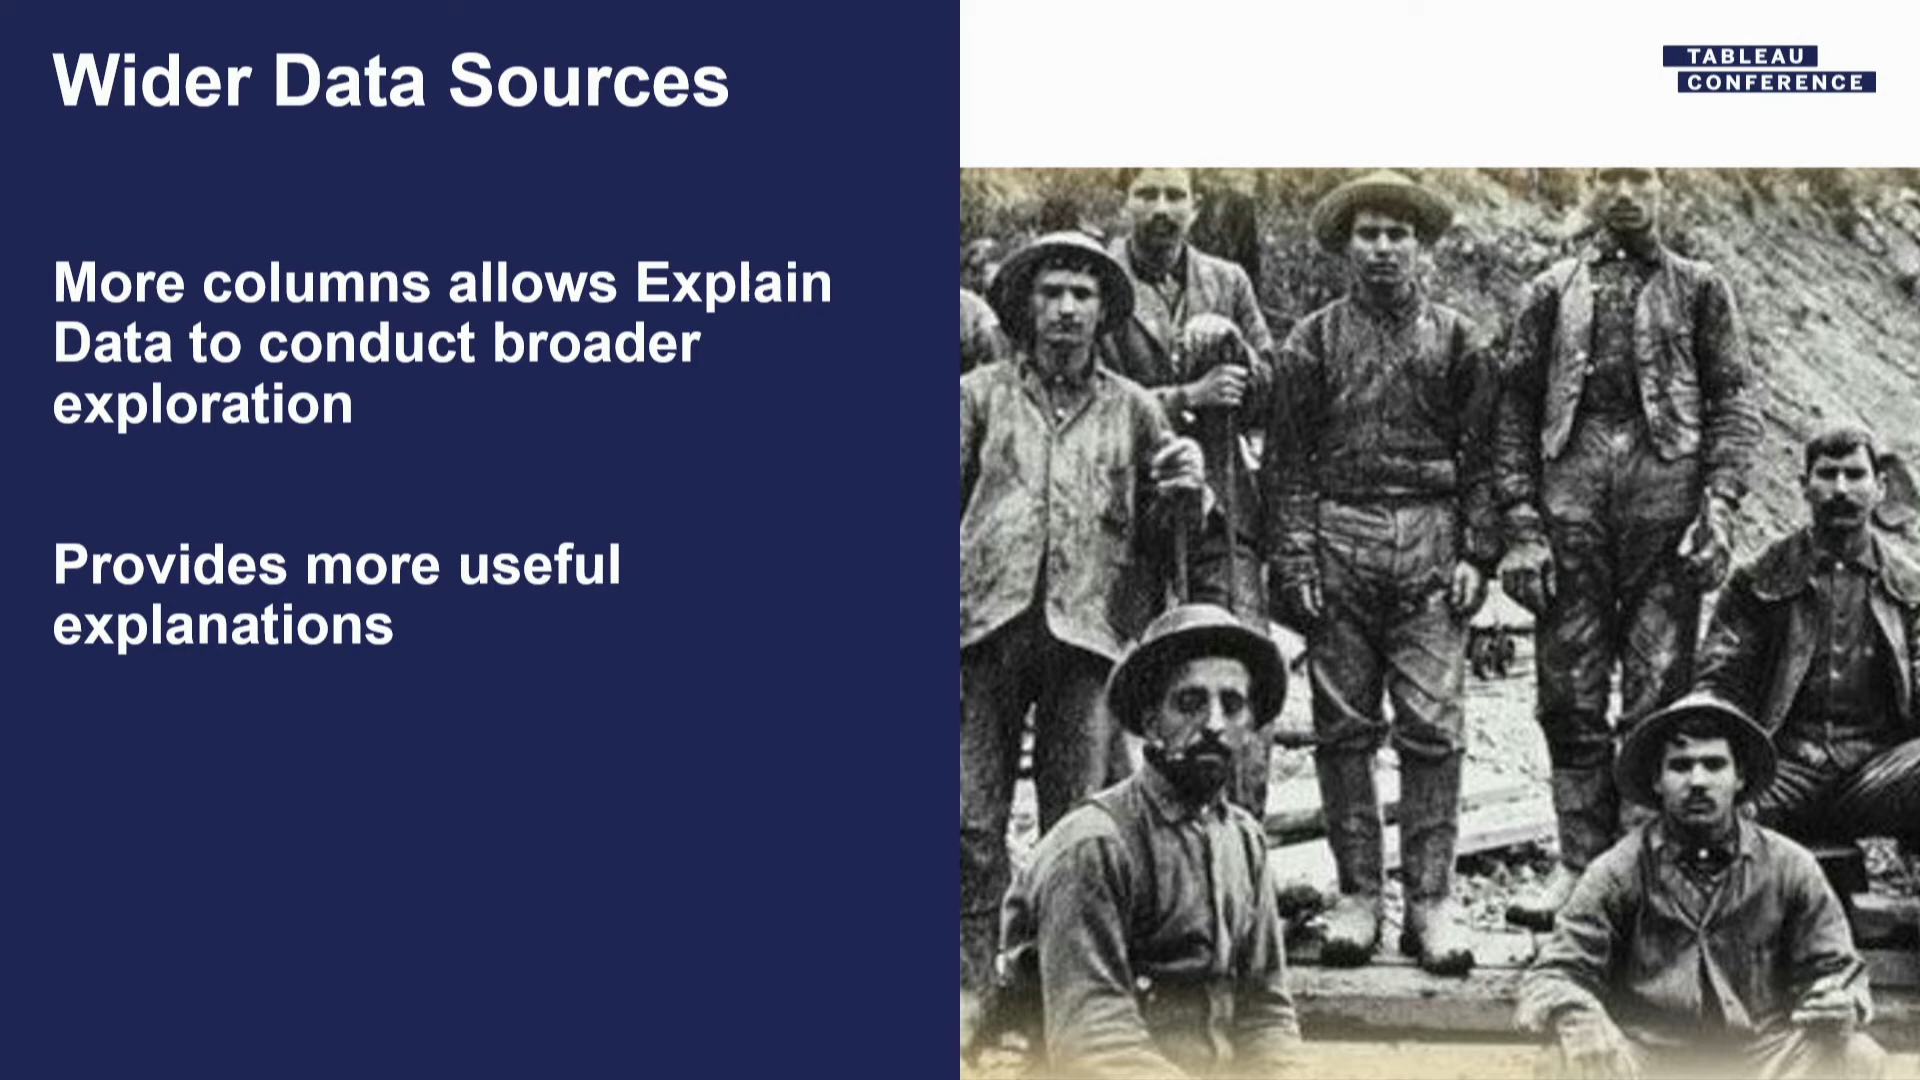 Wider Data Sources
TABLEAU
CONFERENCE
More columns allows Explain
Data to conduct broader
exploration
Provides more useful
explanations